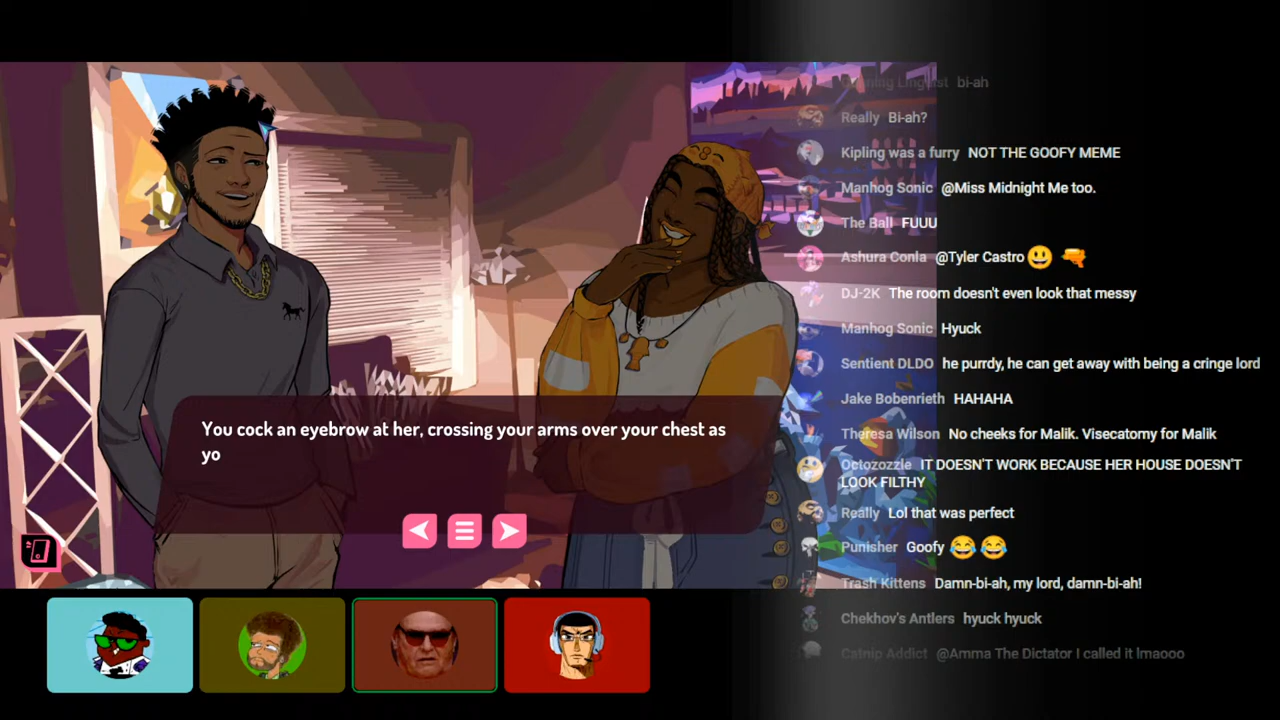 bi-ah
Really Bi-ah?
Kipling was a furry NOT THE GOOFY MEME
Manhog Sonic @Miss Midnight Me too.
The Ball FUUU
Ashura Conla @Tyler Castro 😃 🔫
DJ-2K The room doesn't even look that messy
Manhog Sonic Hyuck
Sentient DLDO he purrdy, he can get away with being a cringe lord
Jake Bobenrieth HAHAHA
Theresa Wilson No cheeks for Malik. Visecatomy for Malik
Octozozzle IT DOESN'T WORK BECAUSE HER HOUSE DOESN'T
LOOK FILTHY
Really Lol that was perfect
Punisher Goofy 😂 😂
Trash Kittens Damn-bi-ah, my lord, damn-bi-ah!
Chekhov's Antlers hyuck hyuck
Catnip Addict @Amma The Dictator I called it lmaooo
You cock an eyebrow at her, crossing your arms over your chest as
yo